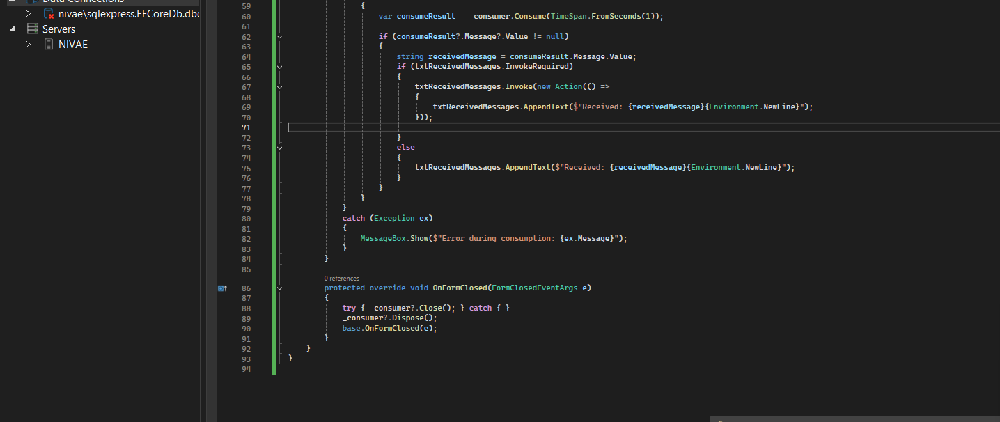 Data Connections
nivae\sqlexpress.EFCoreDb.dbo
Servers
NIVAE
59 {
60 var consumeResult = _consumer.Consume(TimeSpan.FromSeconds(1));
61
62 if (consumeResult?.Message?.Value != null)
63 {
64 string receivedMessage = consumeResult.Message.Value;
65 if (txtReceivedMessages.InvokeRequired)
66 {
67 txtReceivedMessages.Invoke(new Action(() =>
68 {
69 txtReceivedMessages.AppendText($"Received: {receivedMessage}{Environment.NewLine}");
70 }));
71
72 }
73 else
74 {
75 txtReceivedMessages.AppendText($"Received: {receivedMessage}{Environment.NewLine}");
76 }
77 }
78 }
79 }
80 catch (Exception ex)
81 {
82 MessageBox.Show($"Error during consumption: {ex.Message}");
83 }
84 }
85
0 references
86 protected override void OnFormClosed(FormClosedEventArgs e)
87 {
88 try { _consumer?.Close(); } catch { }
89 _consumer?.Dispose();
90 base.OnFormClosed(e);
91 }
92 }
93 }
94